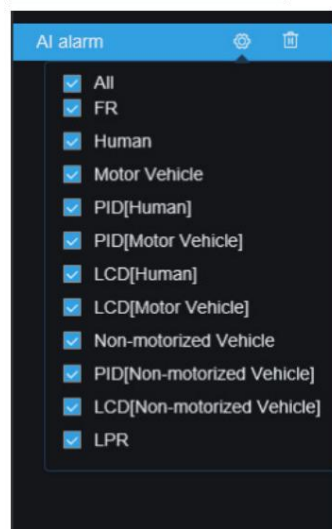 AI alarm
All
FR
Human
Motor Vehicle
PID[Human]
PID[Motor Vehicle]
LCD[Human]
LCD[Motor Vehicle]
Non-motorized Vehicle
PID[Non-motorized Vehicle]
LCD[Non-motorized Vehicle]
LPR